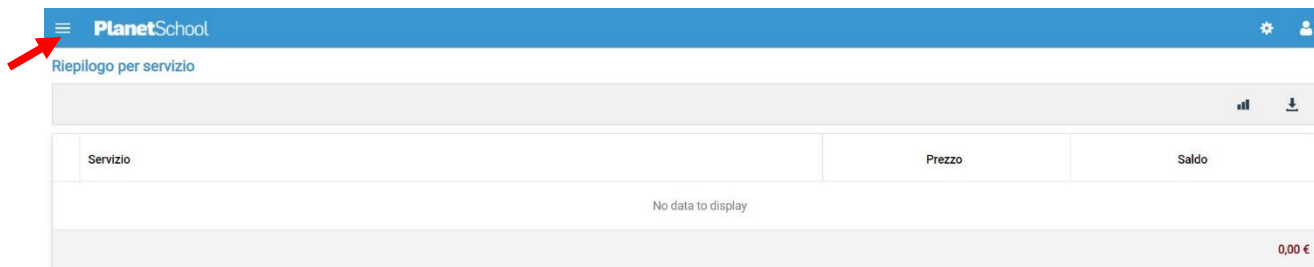 PlanetSchool
Riepilogo per servizio
Servizio Prezzo Saldo
No data to display
0,00 €